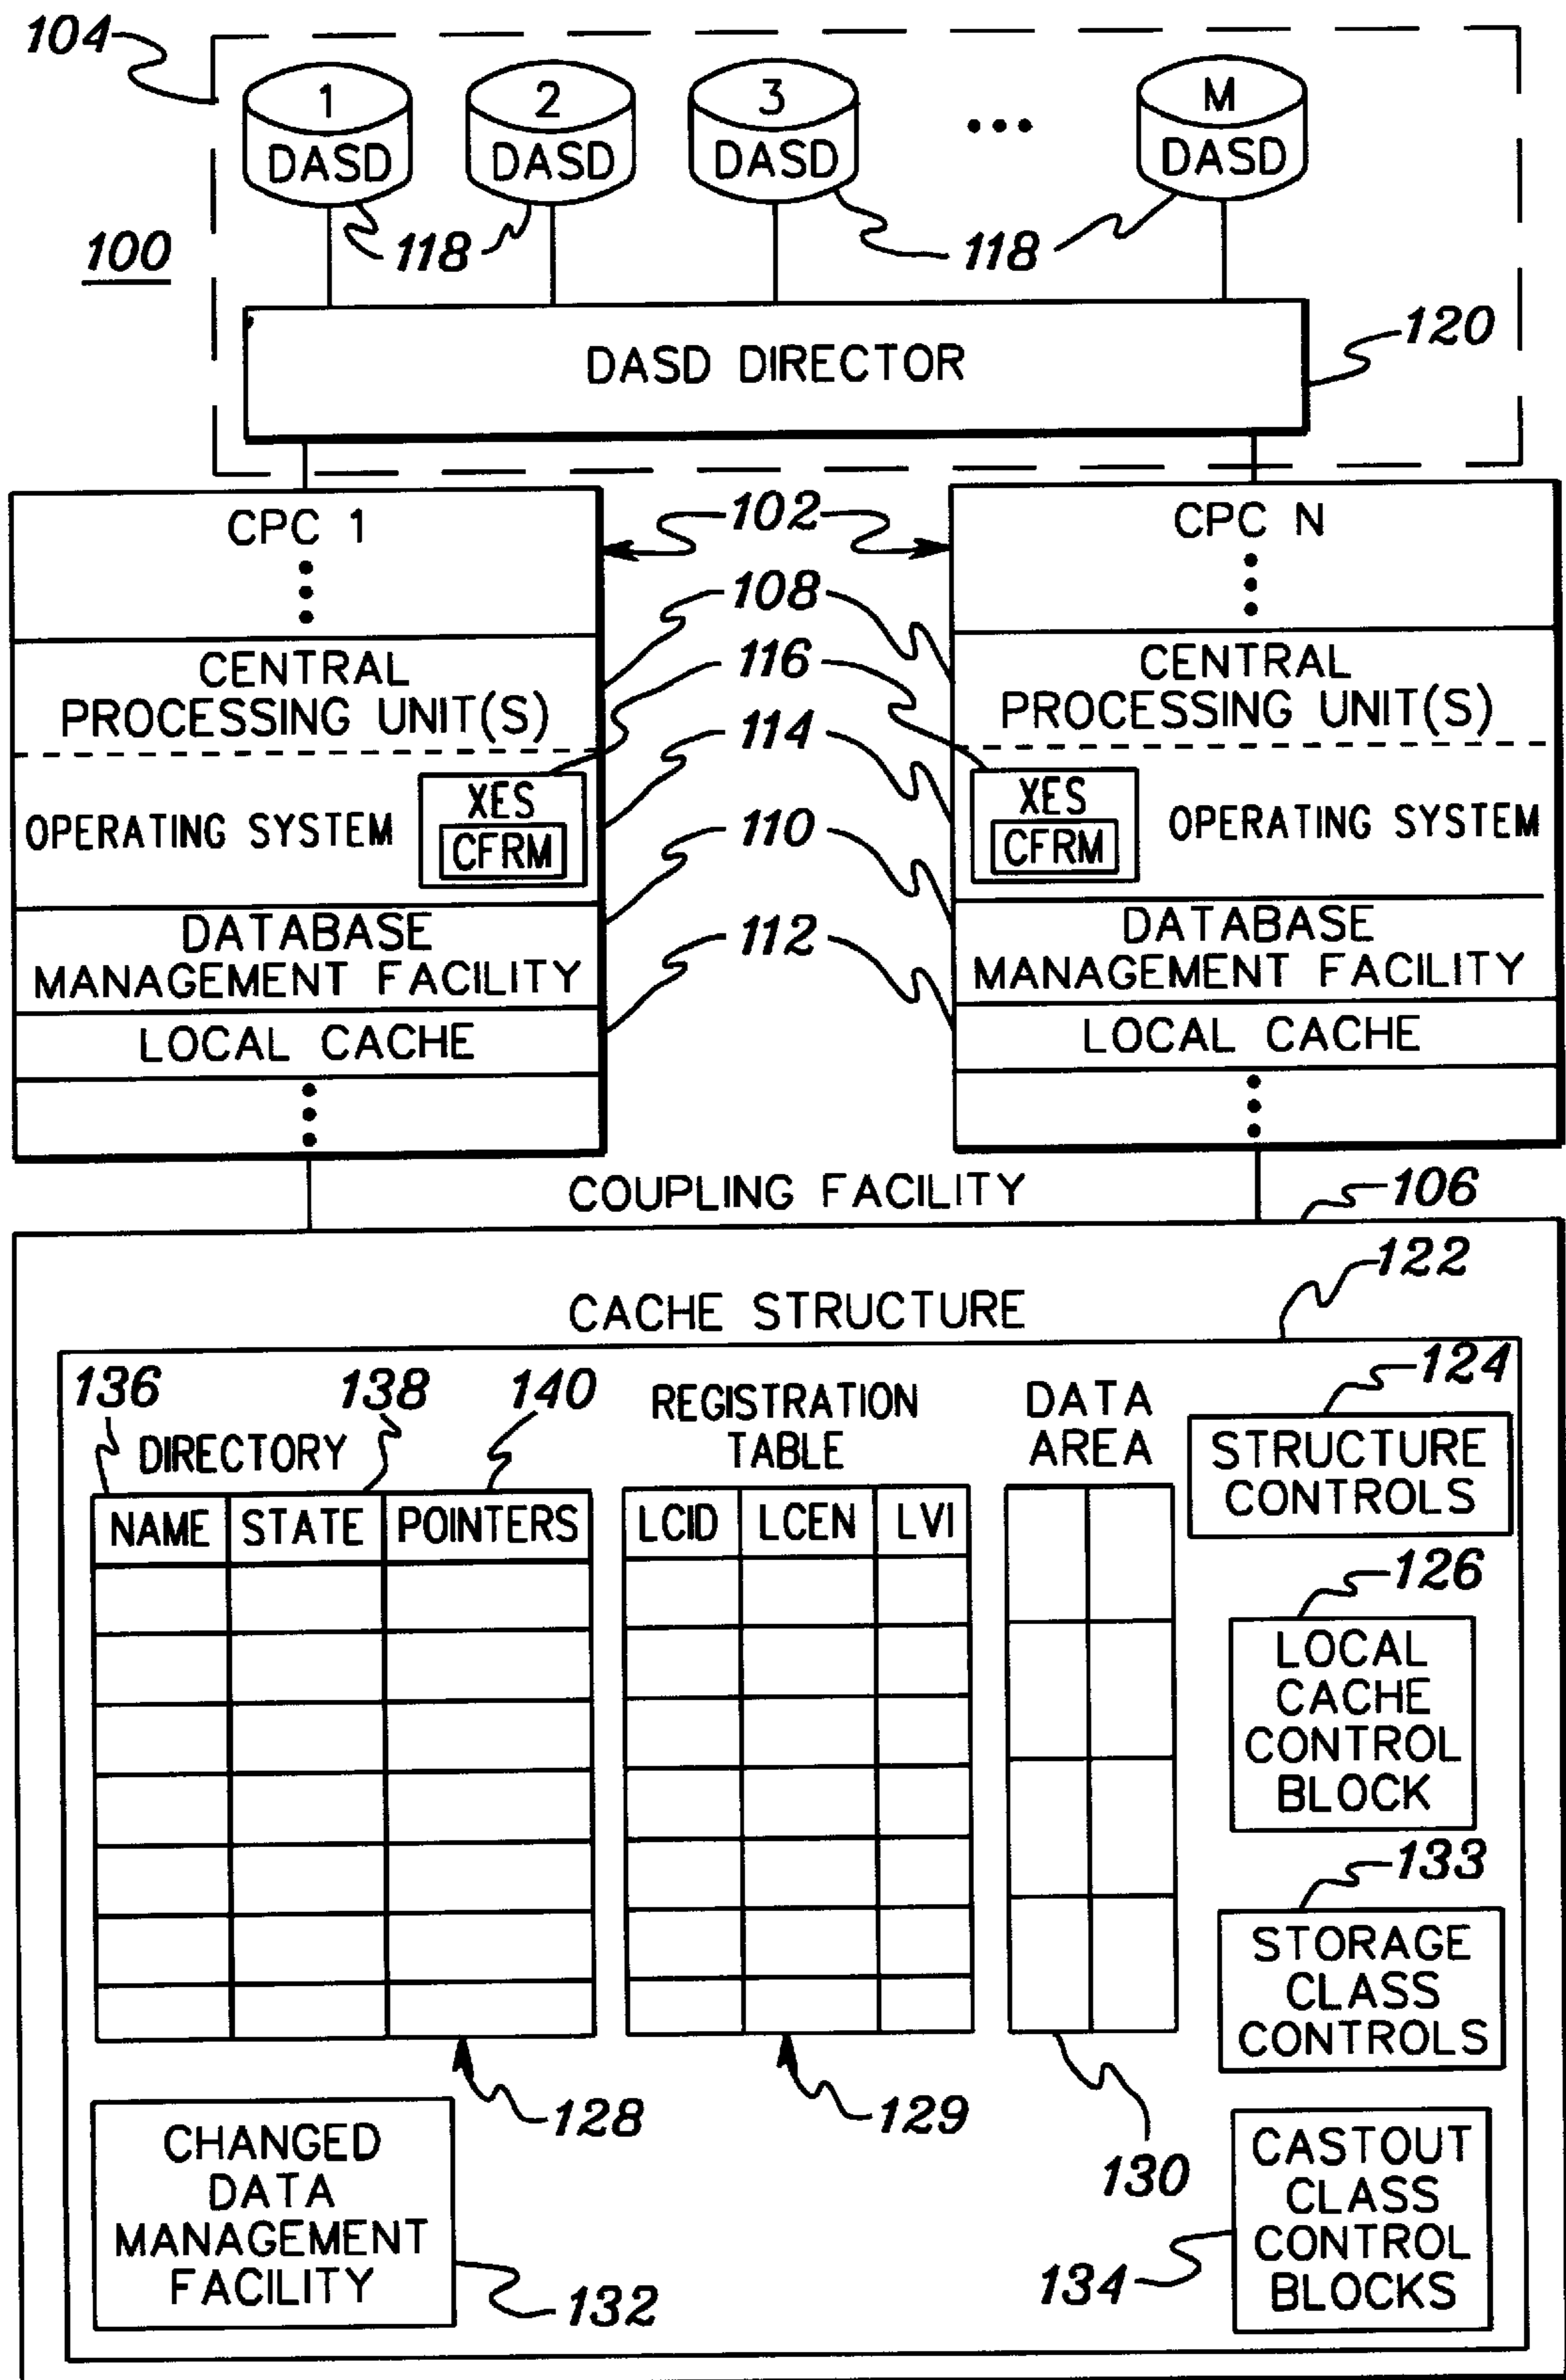 104
1
DASD
2
DASD
3
DASD
•••
M
DASD
118
118
100
DASD DIRECTOR
120
CPC 1
102
CPC N
108
CENTRAL
PROCESSING UNIT(S)
116
CENTRAL
PROCESSING UNIT(S)
114
OPERATING SYSTEM
XES
CFRM
XES
CFRM
OPERATING SYSTEM
110
DATABASE
MANAGEMENT FACILITY
DATABASE
MANAGEMENT FACILITY
112
LOCAL CACHE
LOCAL CACHE
COUPLING FACILITY
106
122
CACHE STRUCTURE
136
138
140
DIRECTORY
NAME
STATE
POINTERS
REGISTRATION
TABLE
LCID
LCEN
LVI
DATA
AREA
124
STRUCTURE
CONTROLS
126
LOCAL
CACHE
CONTROL
BLOCK
133
STORAGE
CLASS
CONTROLS
128
129
130
CHANGED
DATA
MANAGEMENT
FACILITY
132
CASTOUT
CLASS
CONTROL
BLOCKS
134